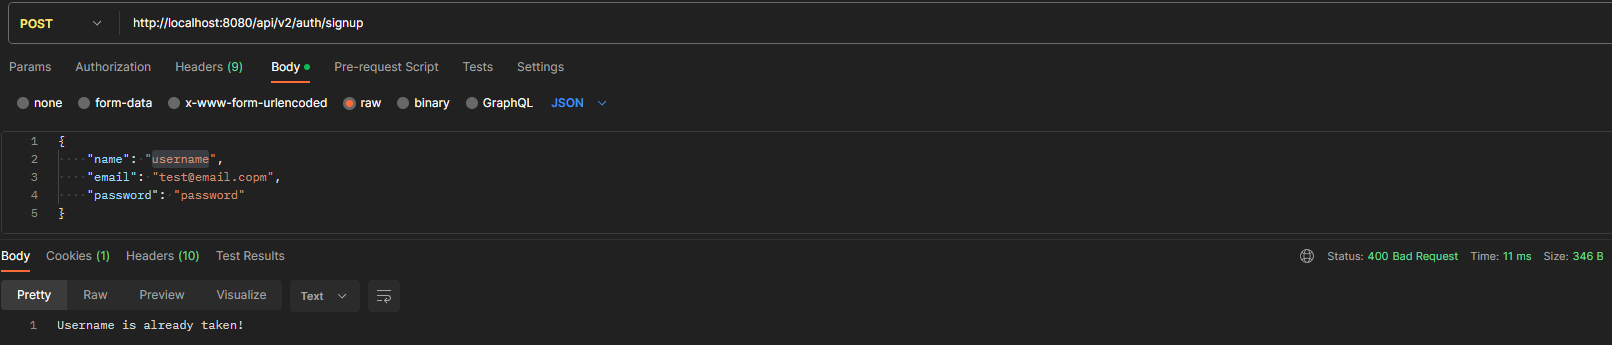 POST http://localhost:8080/api/v2/auth/signup
Params Authorization Headers (9) Body Pre-request Script Tests Settings
none form-data x-www-form-urlencoded raw binary GraphQL JSON
1 {
2 "name": "username",
3 "email": "test@email.copm",
4 "password": "password"
5 }
Body Cookies (1) Headers (10) Test Results Status: 400 Bad Request Time: 11 ms Size: 346 B
Pretty Raw Preview Visualize Text
1 Username is already taken!